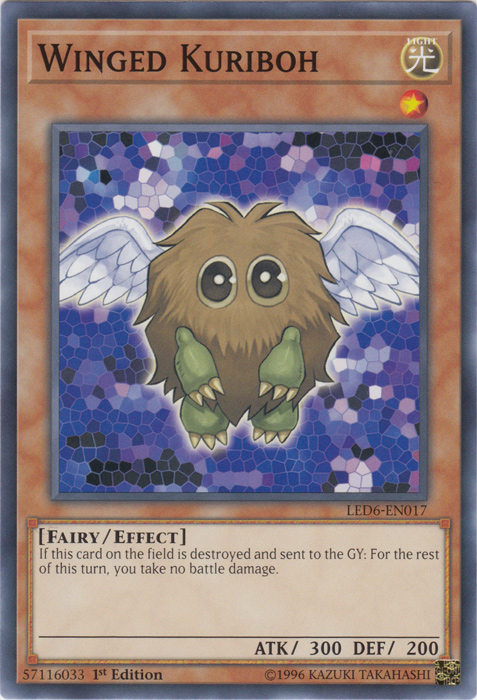 WINGED KURIBOH
LIGHT
光
LED6-EN017
[FAIRY/EFFECT]
If this card on the field is destroyed and sent to the GY: For the rest
of this turn, you take no battle damage.
ATK/ 300 DEF/ 200
57116033 1st Edition ©1996 KAZUKI TAKAHASHI